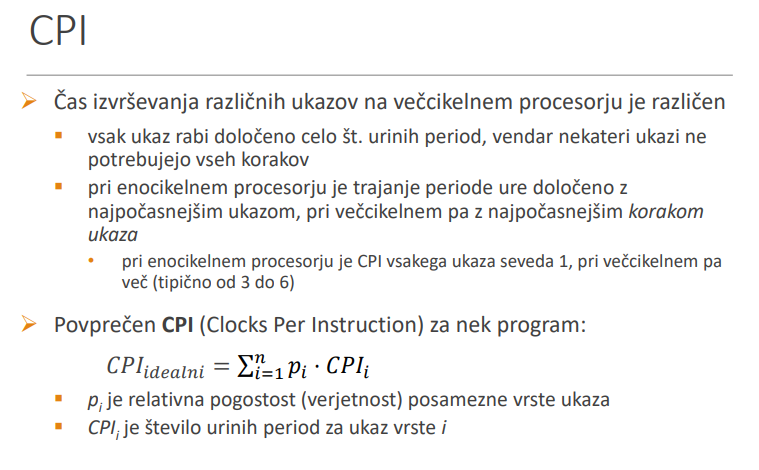 CPI
➢ Čas izvrševanja različnih ukazov na večcikelnem procesorju je različen
▪ vsak ukaz rabi določeno celo št. urinih period, vendar nekateri ukazi ne
potrebujejo vseh korakov
▪ pri enocikelnem procesorju je trajanje periode ure določeno z
najpočasnejšim ukazom, pri večcikelnem pa z najpočasnejšim korakom
ukaza
• pri enocikelnem procesorju je CPI vsakega ukaza seveda 1, pri večcikelnem pa
več (tipično od 3 do 6)
➢ Povprečen CPI (Clocks Per Instruction) za nek program:
CPI_idealni = ∑_{i=1}^{n} p_i · CPI_i
▪ p_i je relativna pogostost (verjetnost) posamezne vrste ukaza
▪ CPI_i je število urinih period za ukaz vrste i